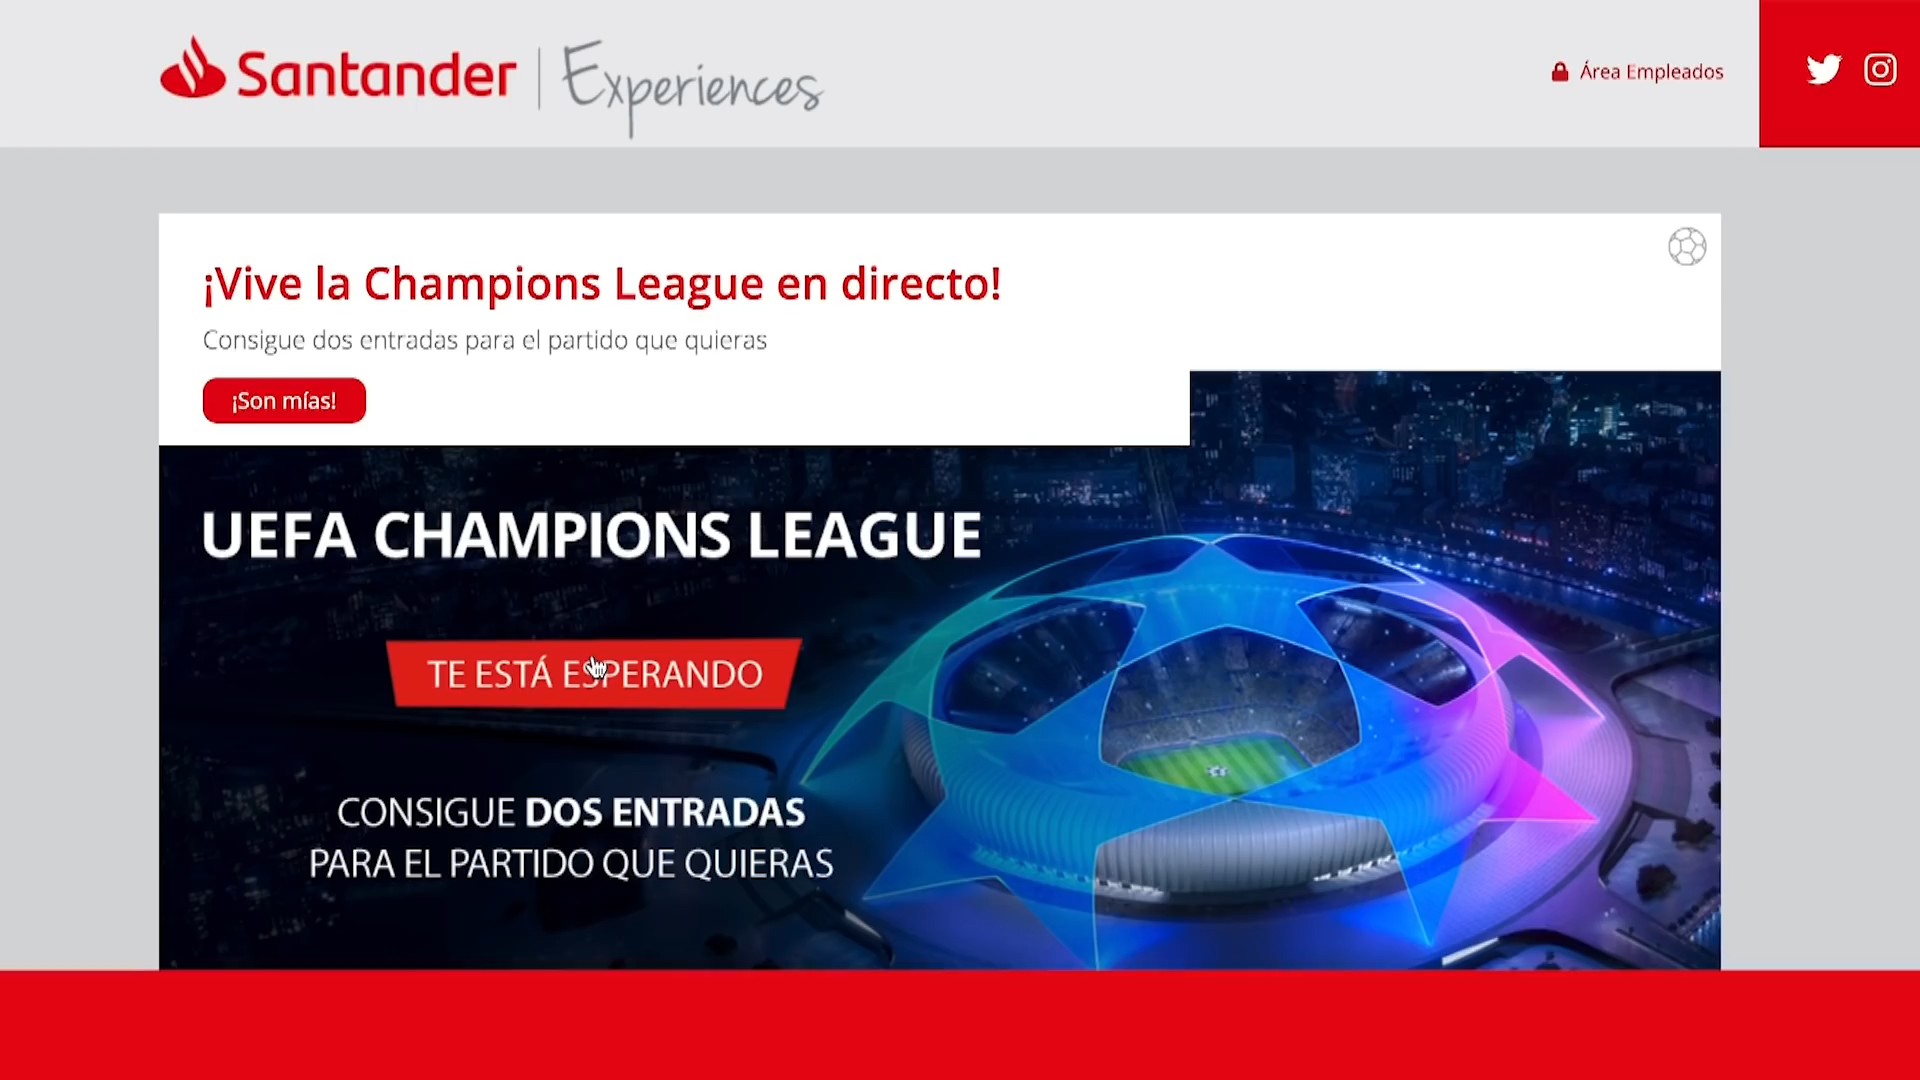 Santander Experiences
Área Empleados
¡Vive la Champions League en directo!
Consigue dos entradas para el partido que quieras
¡Son mías!
UEFA CHAMPIONS LEAGUE
TE ESTÁ ESPERANDO
CONSIGUE DOS ENTRADAS
PARA EL PARTIDO QUE QUIERAS